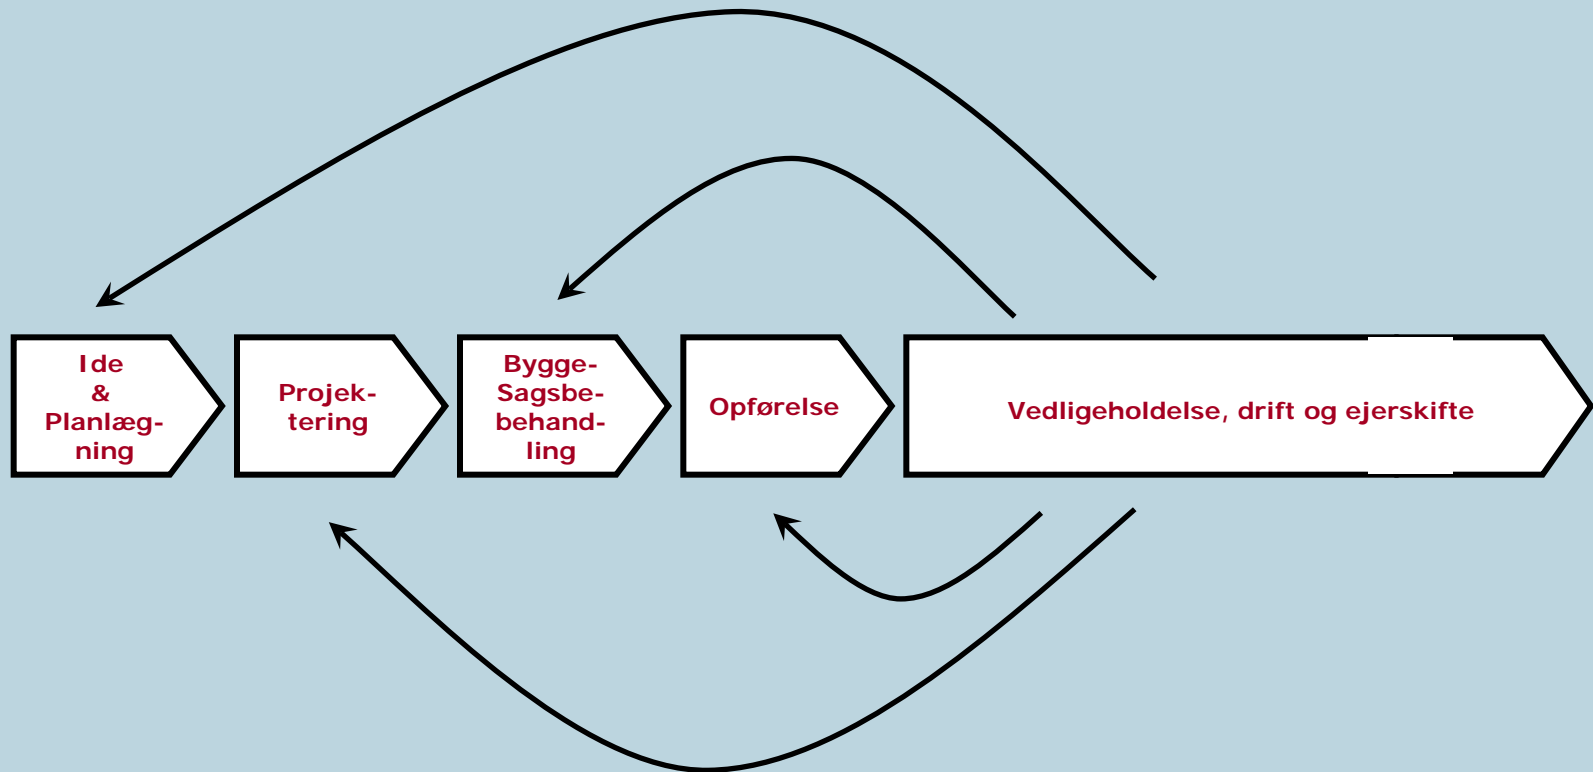 Ide
&
Planlæg-
ning
Projek-
tering
Bygge-
Sagsbe-
behand-
ling
Opførelse
Vedligeholdelse, drift og ejerskifte